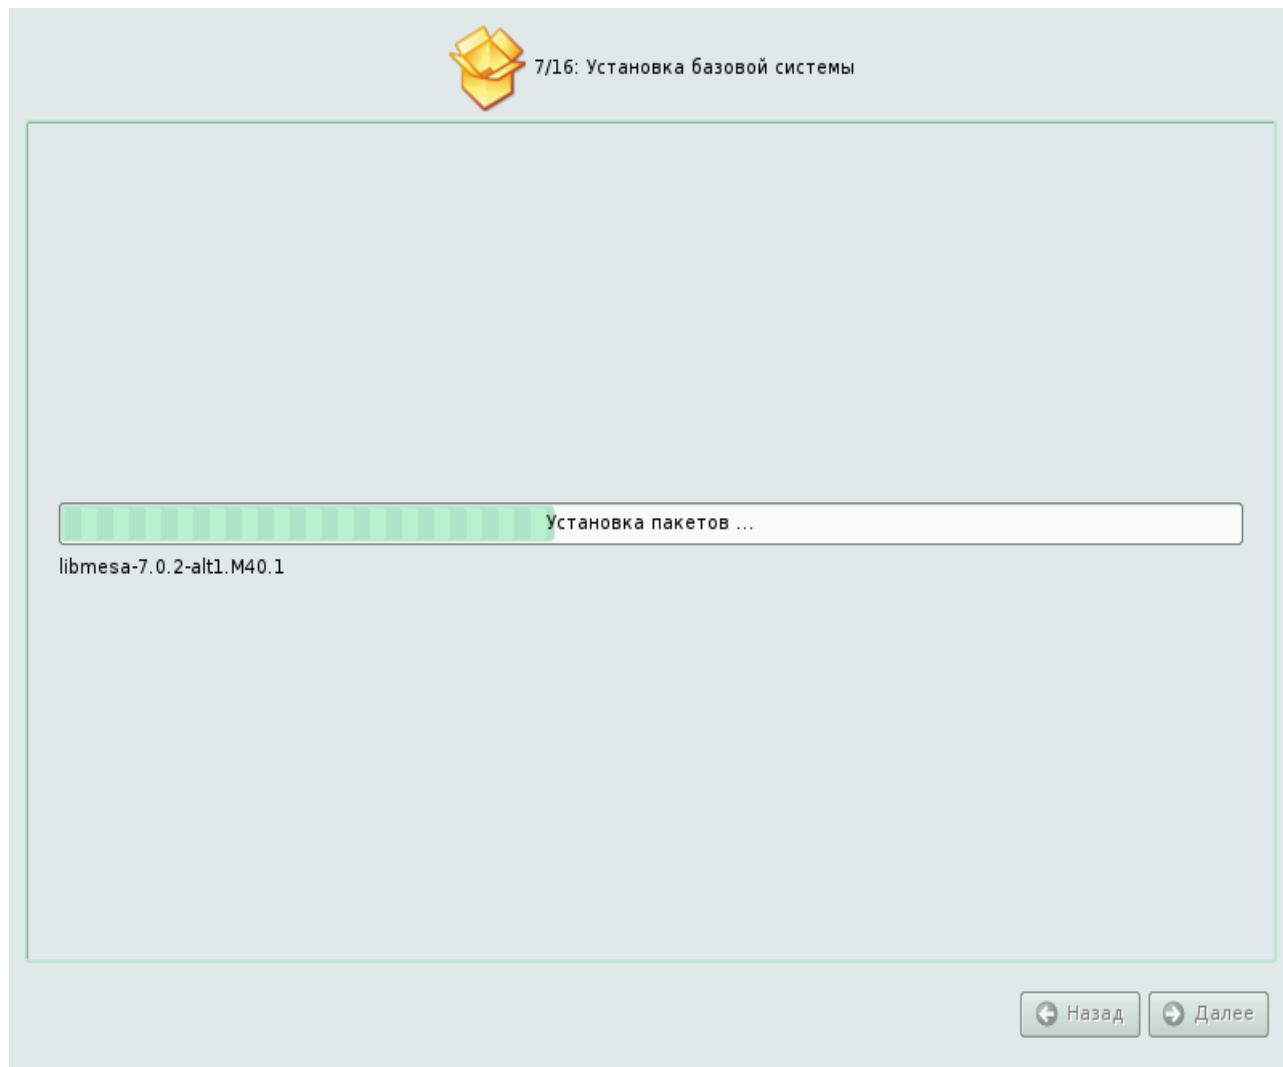 7/16: Установка базовой системы
Установка пакетов ...
libmesa-7.0.2-alt1.M40.1
Назад
Далее